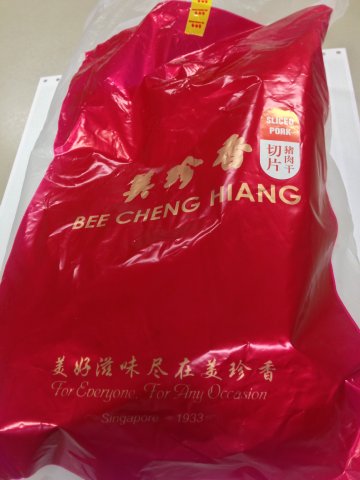 SLICED
PORK
切片
猪肉干
美珍香
BEE CHENG HIANG
美好滋味尽在美珍香
For Everyone, For Any Occasion
Singapore - 1933